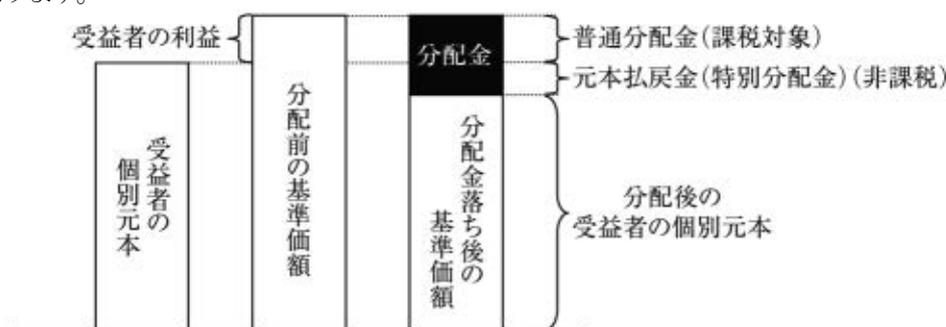 ります。
受益者の利益
分配金
普通分配金(課税対象)
元本払戻金(特別分配金)(非課税)
受益者の
個別元本
分配前の基準価額
分配金落ち後の
基準価額
分配後の
受益者の個別元本